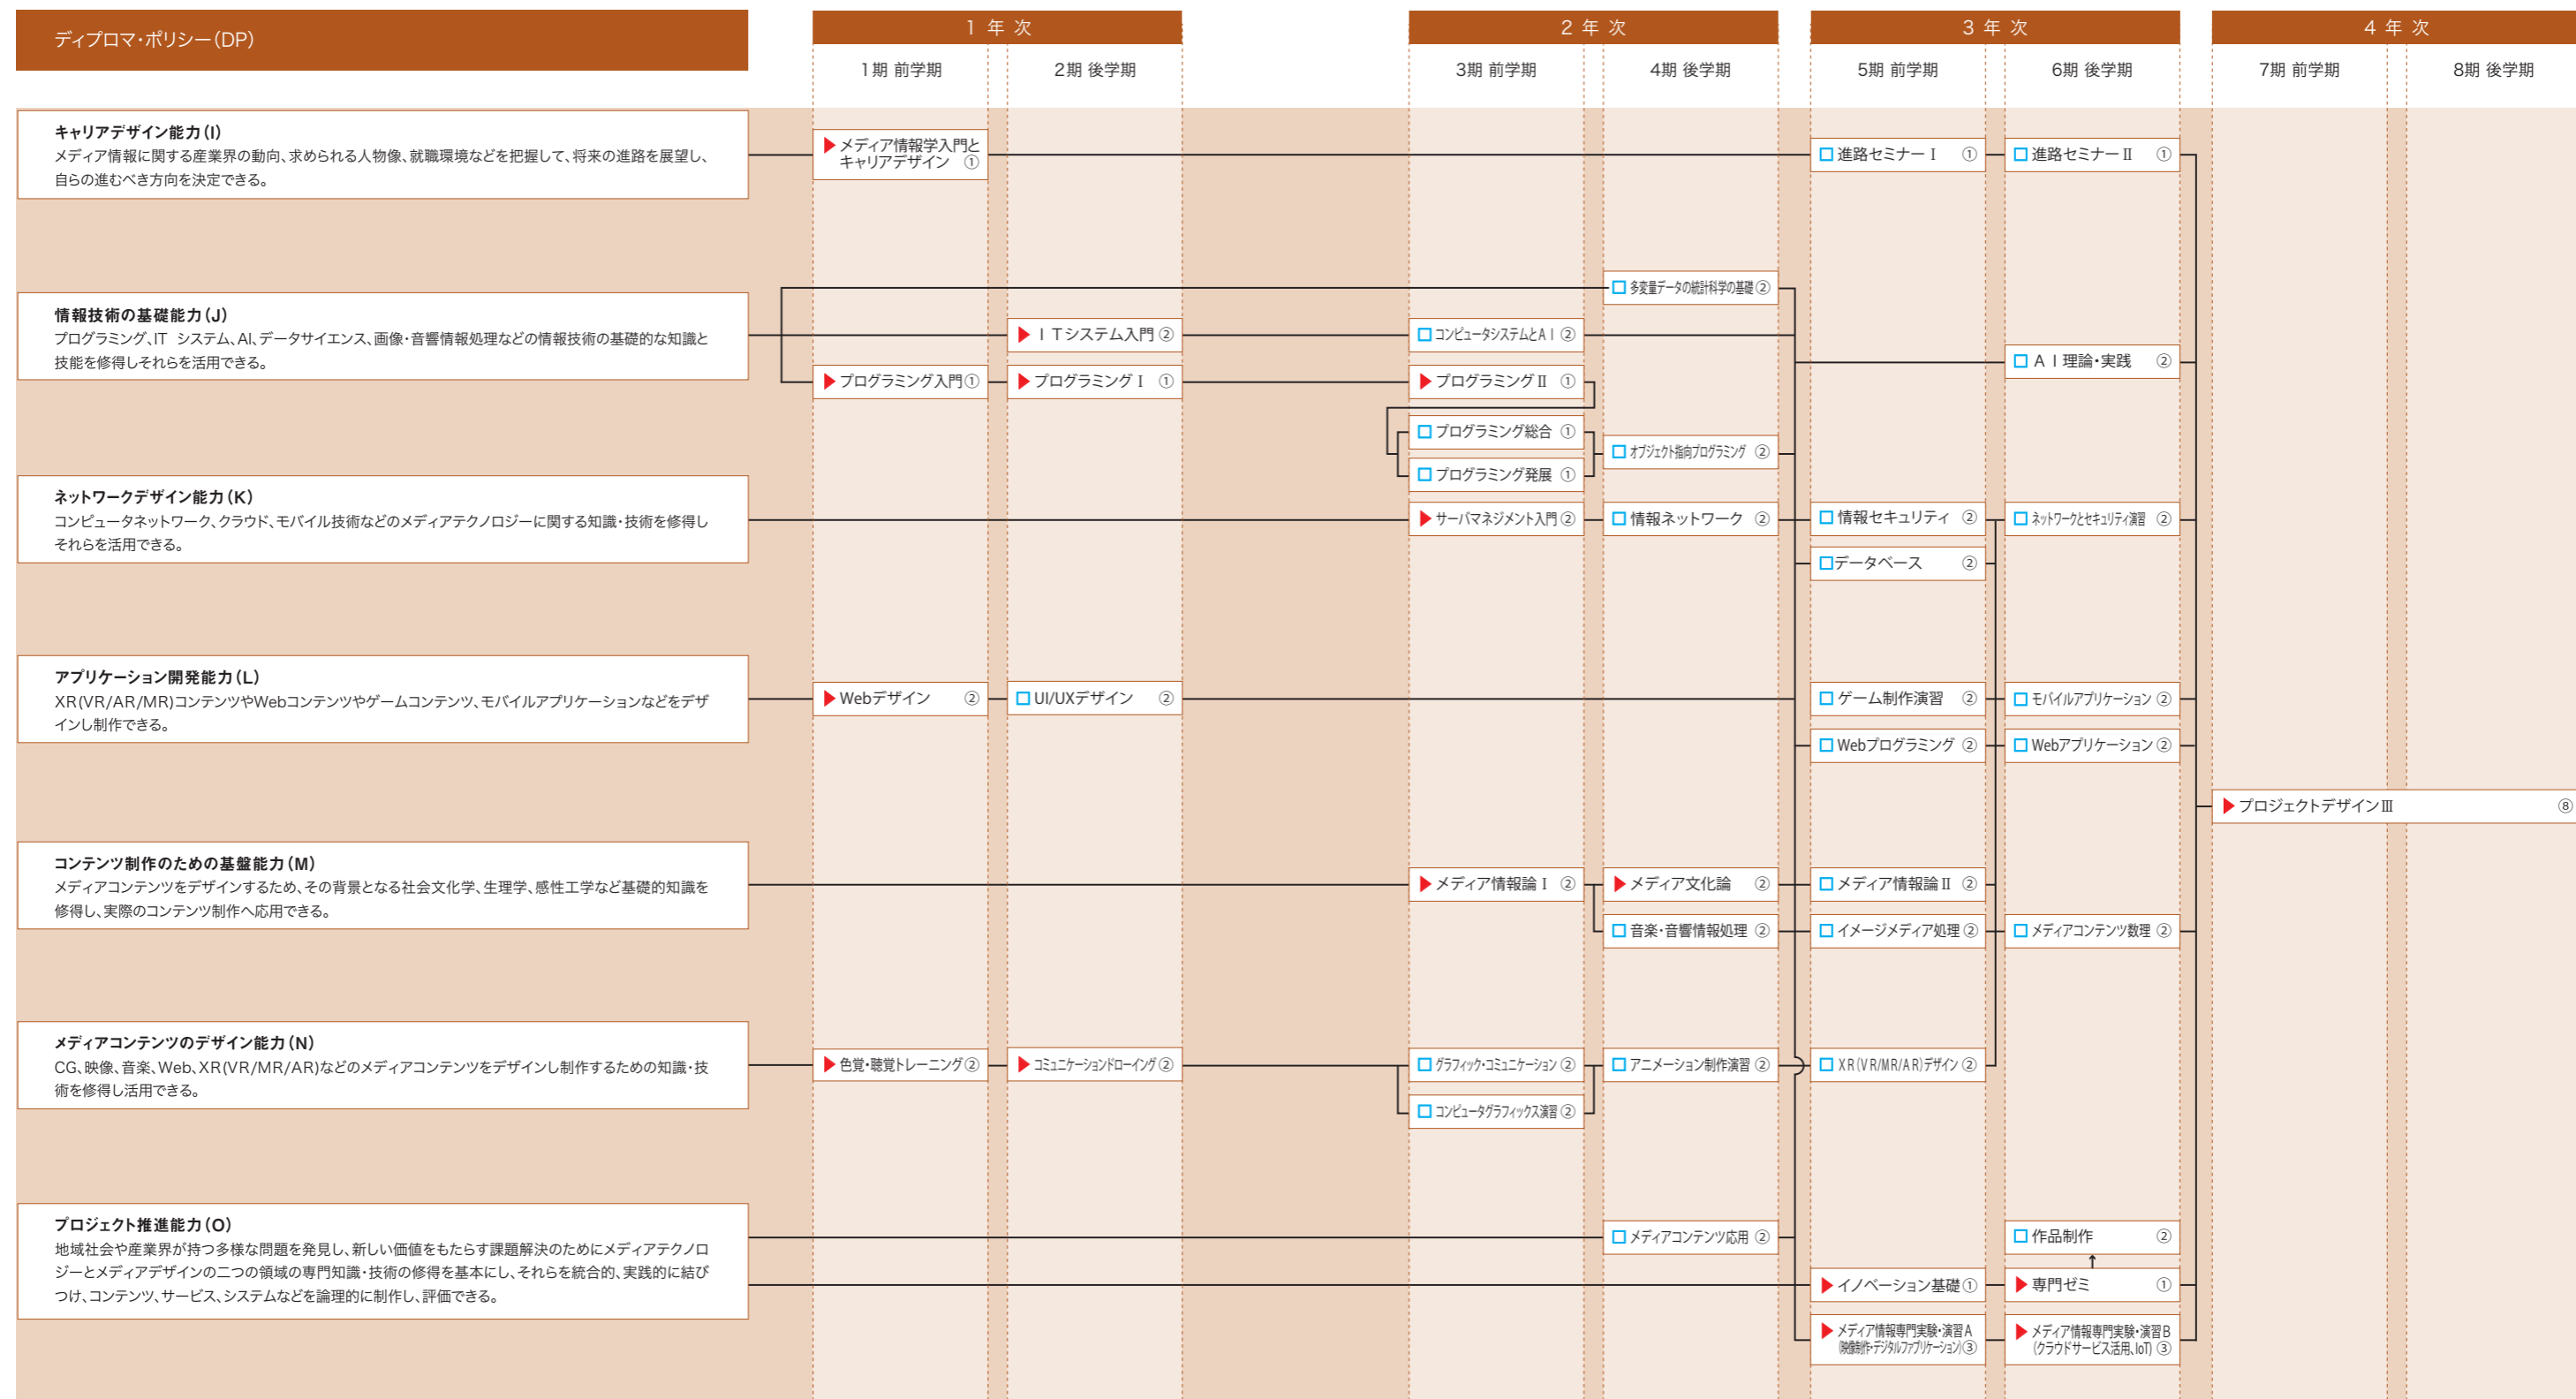 ディプロマ・ポリシー(DP)
1 年 次
2 年 次
3 年 次
4 年 次
1期 前学期
2期 後学期
3期 前学期
4期 後学期
5期 前学期
6期 後学期
7期 前学期
8期 後学期
キャリアデザイン能力(I)
メディア情報に関する産業界の動向、求められる人物像、就職環境などを把握して、将来の進路を展望し、
自らの進むべき方向を決定できる。
▶メディア情報学入門と
キャリアデザイン ①
□進路セミナーⅠ ①
□進路セミナーⅡ ①
情報技術の基礎能力(J)
プログラミング、IT システム、AI、データサイエンス、画像・音響情報処理などの情報技術の基礎的な知識と
技能を修得しそれらを活用できる。
□多変量データの統計科学の基礎②
▶ITシステム入門②
□コンピュータシステムとAI②
□AI理論・実践 ②
▶プログラミング入門①
▶プログラミングⅠ ①
▶プログラミングⅡ ①
□プログラミング総合 ①
□オブジェクト指向プログラミング ②
□プログラミング発展 ①
ネットワークデザイン能力(K)
コンピュータネットワーク、クラウド、モバイル技術などのメディアテクノロジーに関する知識・技術を修得し
それらを活用できる。
▶サーバマネジメント入門②
□情報ネットワーク ②
□情報セキュリティ ②
□ネットワークとセキュリティ演習 ②
□データベース ②
アプリケーション開発能力(L)
XR(VR/AR/MR)コンテンツやWebコンテンツやゲームコンテンツ、モバイルアプリケーションなどをデザ
インし制作できる。
▶Webデザイン ②
□UI/UXデザイン ②
□ゲーム制作演習 ②
□モバイルアプリケーション②
□Webプログラミング②
□Webアプリケーション②
▶プロジェクトデザインⅢ ⑧
コンテンツ制作のための基盤能力(M)
メディアコンテンツをデザインするため、その背景となる社会文化学、生理学、感性工学など基礎的知識を
修得し、実際のコンテンツ制作へ応用できる。
▶メディア情報論Ⅰ ②
▶メディア文化論 ②
□メディア情報論Ⅱ ②
□音楽・音響情報処理 ②
□イメージメディア処理②
□メディアコンテンツ数理②
メディアコンテンツのデザイン能力(N)
CG、映像、音楽、Web、XR(VR/MR/AR)などのメディアコンテンツをデザインし制作するための知識・技
術を修得し活用できる。
▶色覚・聴覚トレーニング②
▶コミュニケーションドローイング②
□グラフィック・コミュニケーション②
□アニメーション制作演習②
□XR(VR/MR/AR)デザイン②
□コンピュータグラフィックス演習②
プロジェクト推進能力(O)
地域社会や産業界が持つ多様な問題を発見し、新しい価値をもたらす課題解決のためにメディアテクノロ
ジーとメディアデザインの二つの領域の専門知識・技術の修得を基本にし、それらを統合的、実践的に結び
つけ、コンテンツ、サービス、システムなどを論理的に制作し、評価できる。
□メディアコンテンツ応用②
□作品制作 ②
↑
▶イノベーション基礎①
▶専門ゼミ ①
▶メディア情報専門実験・演習A
(映像制作・デジタルファブリケーション)③
▶メディア情報専門実験・演習B
(クラウドサービス活用、IoT)③